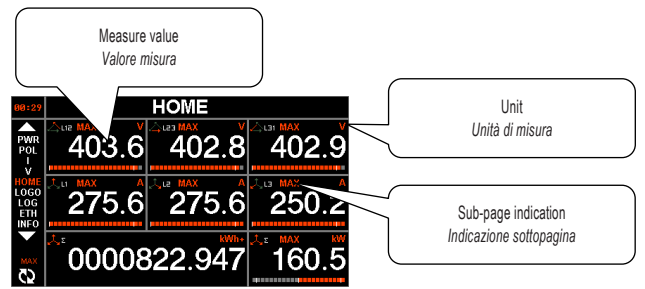 Measure value
Valore misura
Unit
Unità di misura
Sub-page indication
Indicazione sottopagina
00:29
HOME
PWR
POL
I
V
HOME
LOGO
LOG
ETH
INFO
MAX
L12 MAX V
403.6
L23 MAX V
402.8
L31 MAX V
402.9
L1 MAX A
275.6
L2 MAX A
275.6
L3 MAX A
250.2
Σ kWh+
0000822.947
Σ MAX kW
160.5